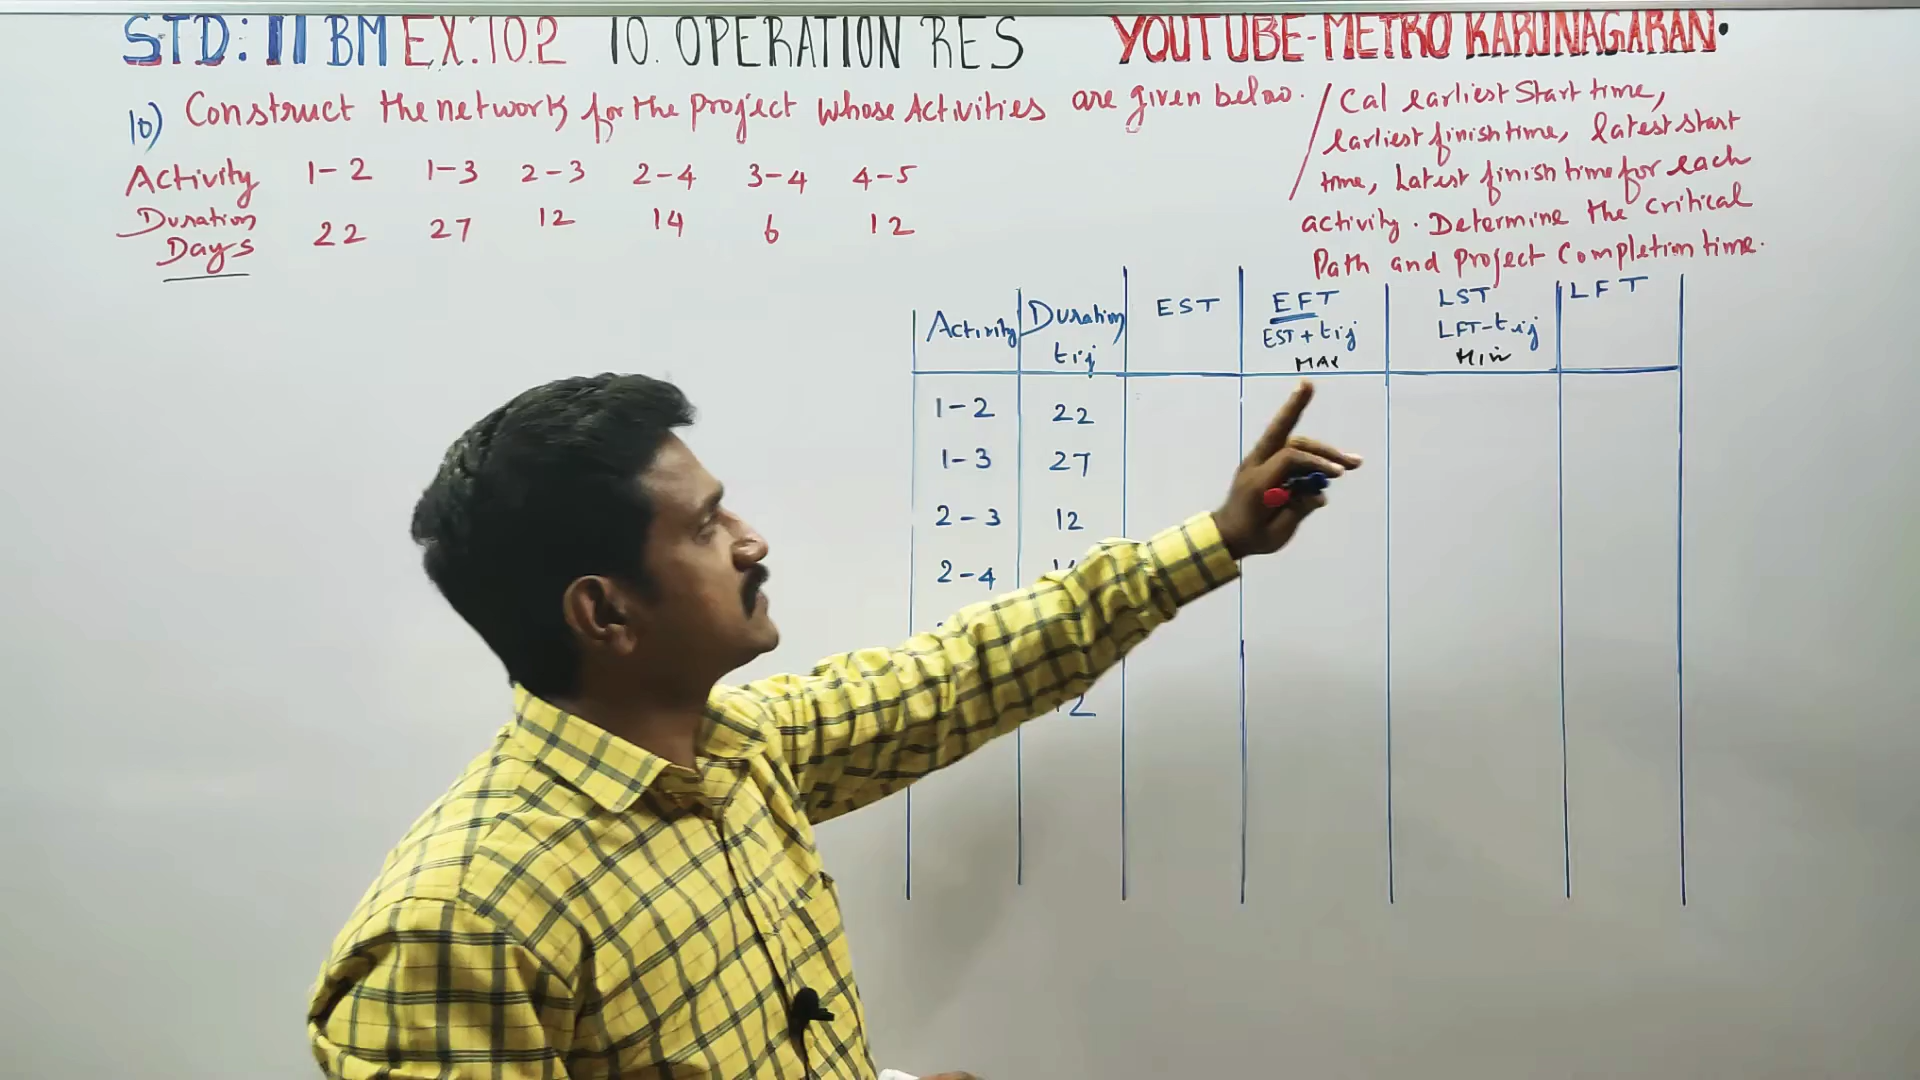 STD: 11 BM EX:10.2 10. OPERATION RES YOUTUBE-METRO KARUNAGARAN.
10) Construct the network for the project whose Activities are given below. / Cal earliest Start time,
earliest finish time, latest start
time, Latest finish time for each
activity. Determine the critical
Path and project Completion time.
Activity 1-2 1-3 2-3 2-4 3-4 4-5
Duration Days 22 27 12 14 6 12
Activity Duration tij EST EFT EST + tij MAX LST LFT-tij Min LFT
1-2 22
1-3 27
2-3 12
2-4